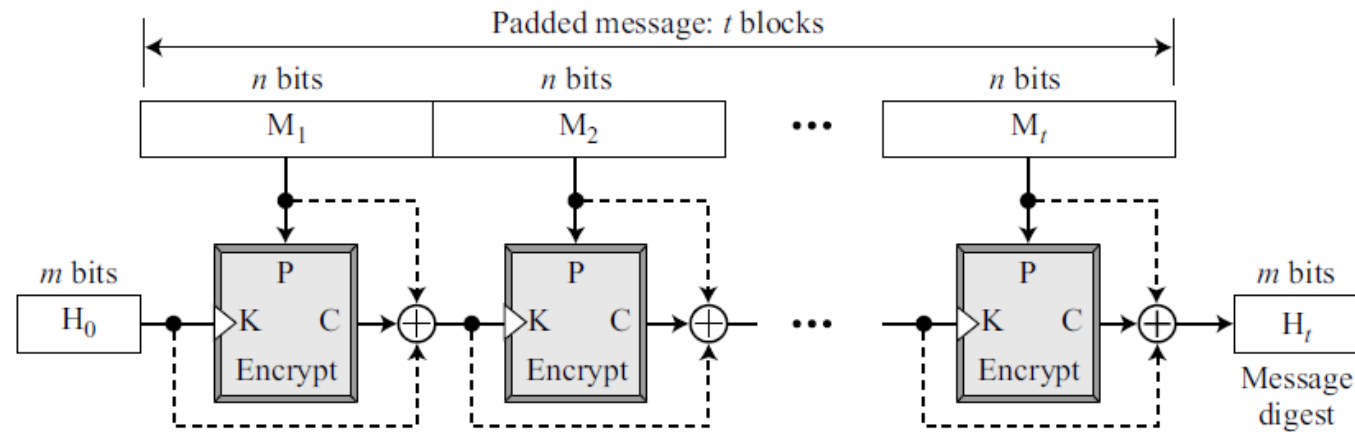 Padded message: t blocks
n bits n bits n bits
M₁ M₂ ••• Mₜ
m bits P P P m bits
H₀ K C K C ••• K C Hₜ
Encrypt Encrypt Encrypt Message
digest